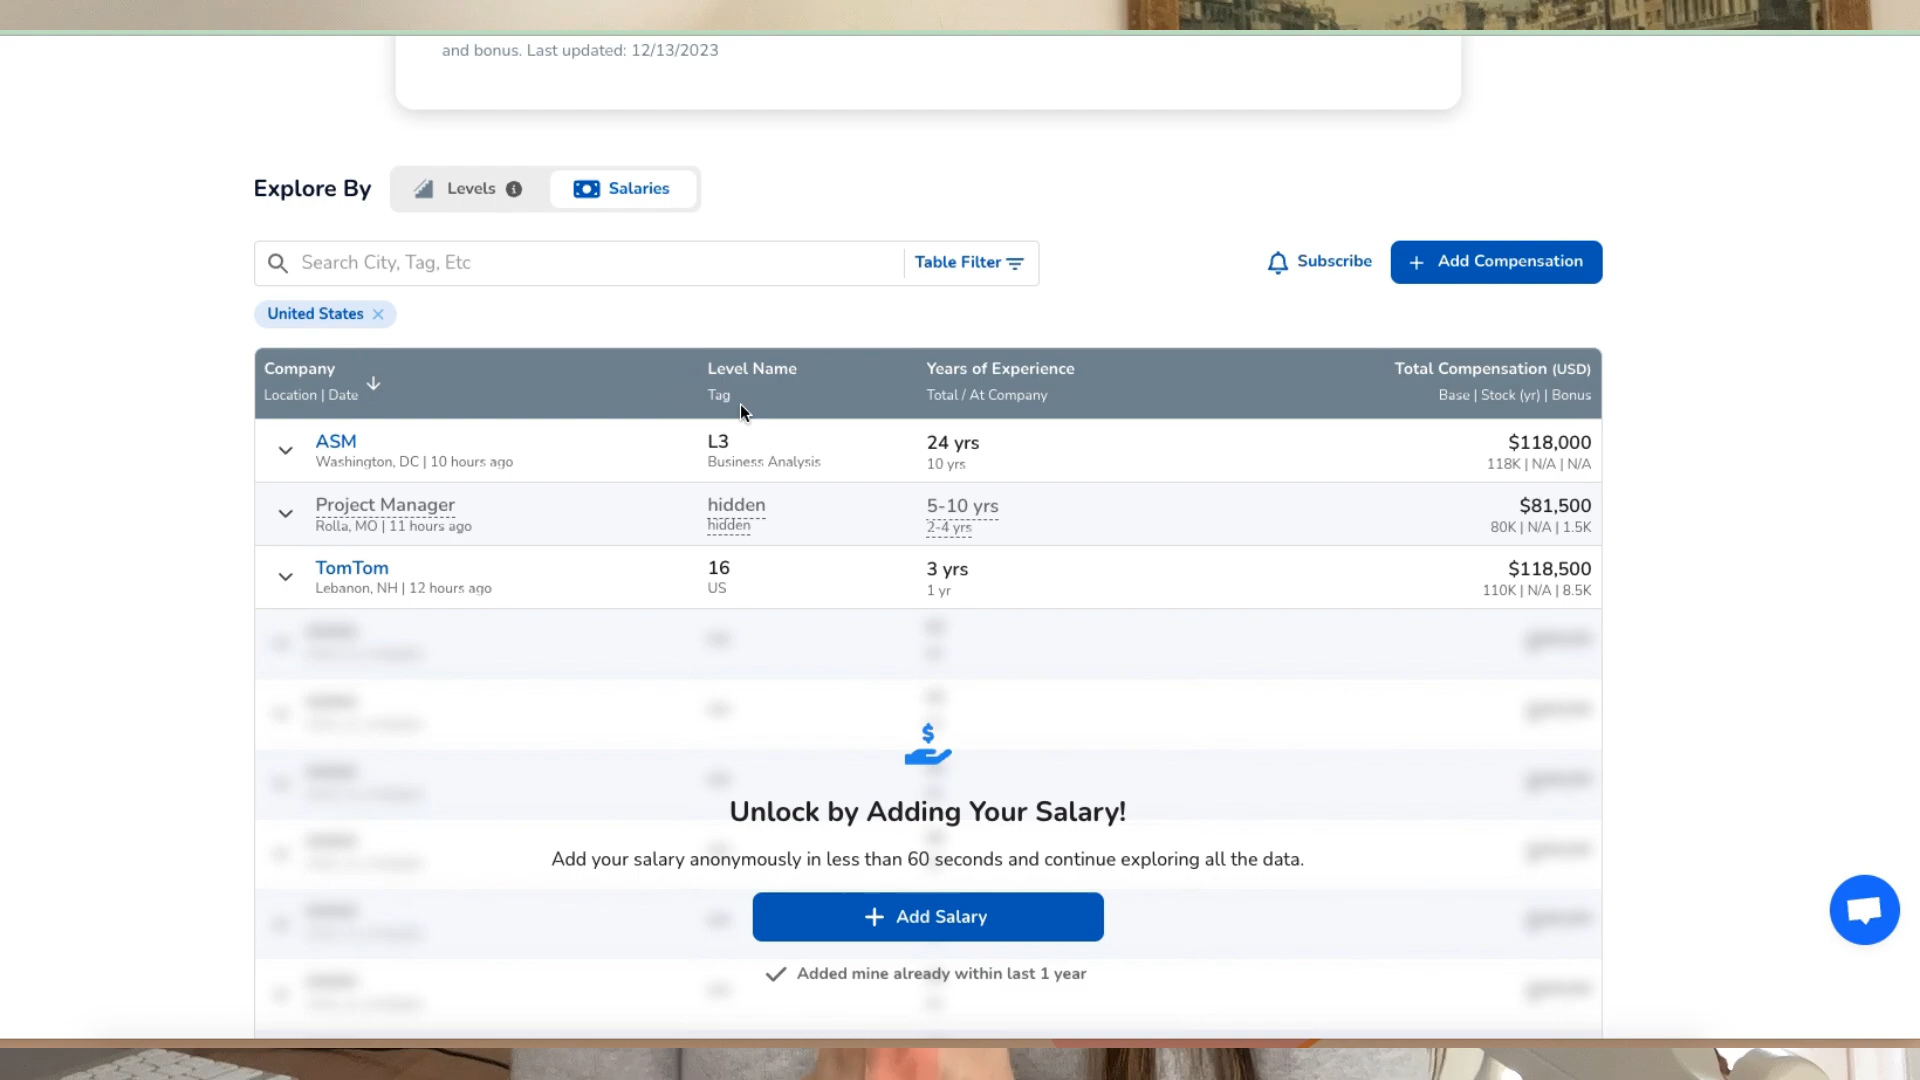 and bonus. Last updated: 12/13/2023
Explore By
Levels
Salaries
Search City, Tag, Etc
Table Filter
Subscribe
+ Add Compensation
United States ×
Company
Location | Date
Level Name
Tag
Years of Experience
Total / At Company
Total Compensation (USD)
Base | Stock (yr) | Bonus
ASM
Washington, DC | 10 hours ago
L3
Business Analysis
24 yrs
10 yrs
$118,000
118K | N/A | N/A
Project Manager
Rolla, MO | 11 hours ago
hidden
hidden
5-10 yrs
2-4 yrs
$81,500
80K | N/A | 1.5K
TomTom
Lebanon, NH | 12 hours ago
16
US
3 yrs
1 yr
$118,500
110K | N/A | 8.5K
$
Unlock by Adding Your Salary!
Add your salary anonymously in less than 60 seconds and continue exploring all the data.
+ Add Salary
Added mine already within last 1 year